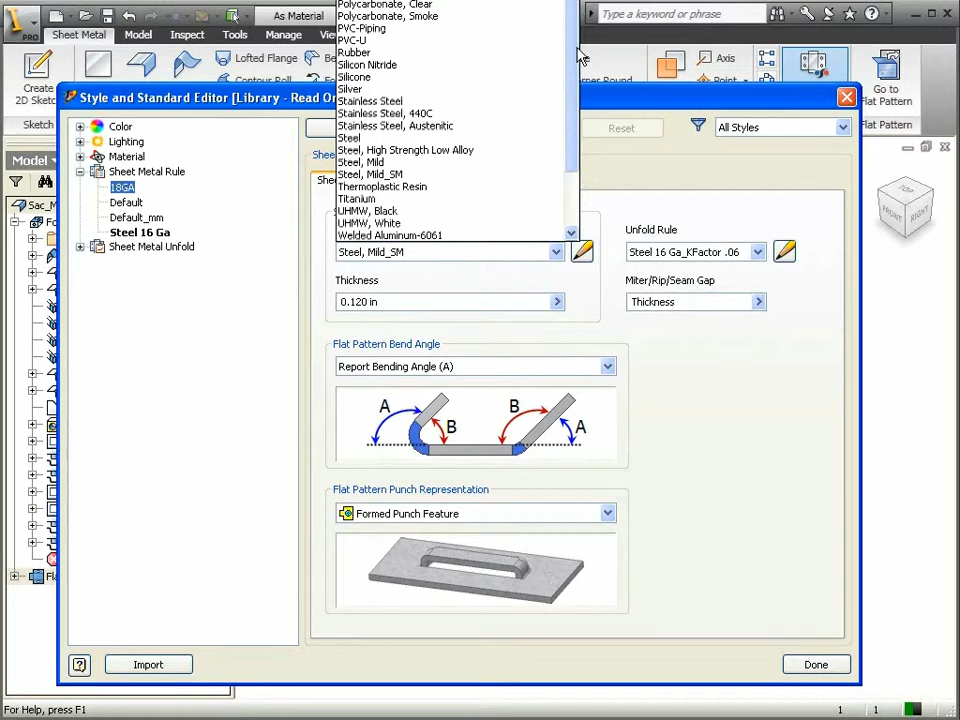 PRO
As Material
Type a keyword or phrase
Sheet Metal
Model
Inspect
Tools
Manage
Create
2D Sketch
Lofted Flange
Axis
Go to
Flat Pattern
Sketch
Flat Pattern
Polycarbonate, Clear
Polycarbonate, Smoke
PVC-Piping
PVC-U
Rubber
Silicon Nitride
Silicone
Silver
Stainless Steel
Stainless Steel, 440C
Stainless Steel, Austenitic
Steel
Steel, High Strength Low Alloy
Steel, Mild
Steel, Mild_SM
Thermoplastic Resin
Titanium
UHMW, Black
UHMW, White
Welded Aluminum-6061
Style and Standard Editor [Library - Read On
Color
Lighting
Material
Sheet Metal Rule
18GA
Default
Default_mm
Steel 16 Ga
Sheet Metal Unfold
Reset
All Styles
Model
Steel, Mild_SM
Thickness
0.120 in
Unfold Rule
Steel 16 Ga_KFactor .06
Miter/Rip/Seam Gap
Thickness
Flat Pattern Bend Angle
Report Bending Angle (A)
A
B
B
A
Flat Pattern Punch Representation
Formed Punch Feature
TOP
FRONT
RIGHT
Import
Done
For Help, press F1
1
1